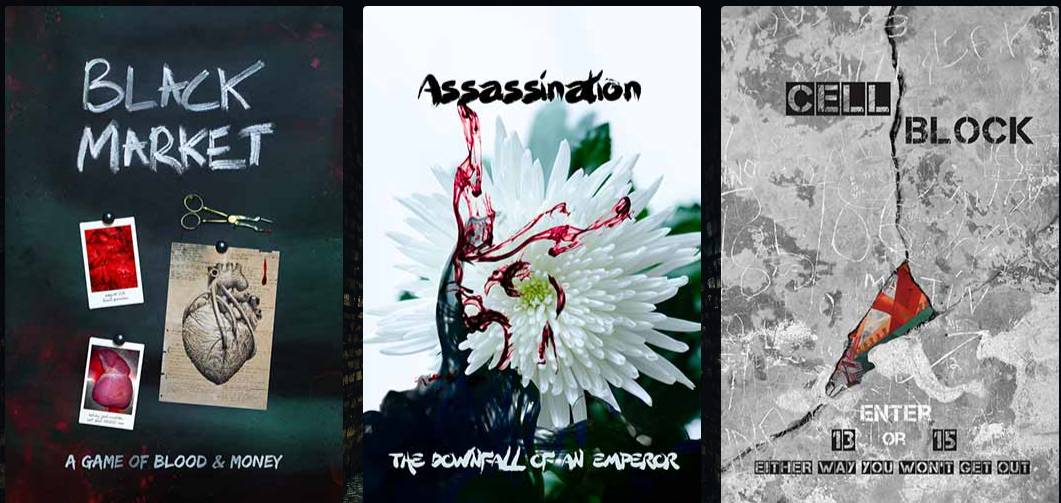 BLACK
MARKET
A GAME OF BLOOD & MONEY
Assassination
THE DOWNFALL OF AN EMPEROR
CELL
BLOCK
ENTER
13 OR 15
EITHER WAY YOU WON'T GET OUT